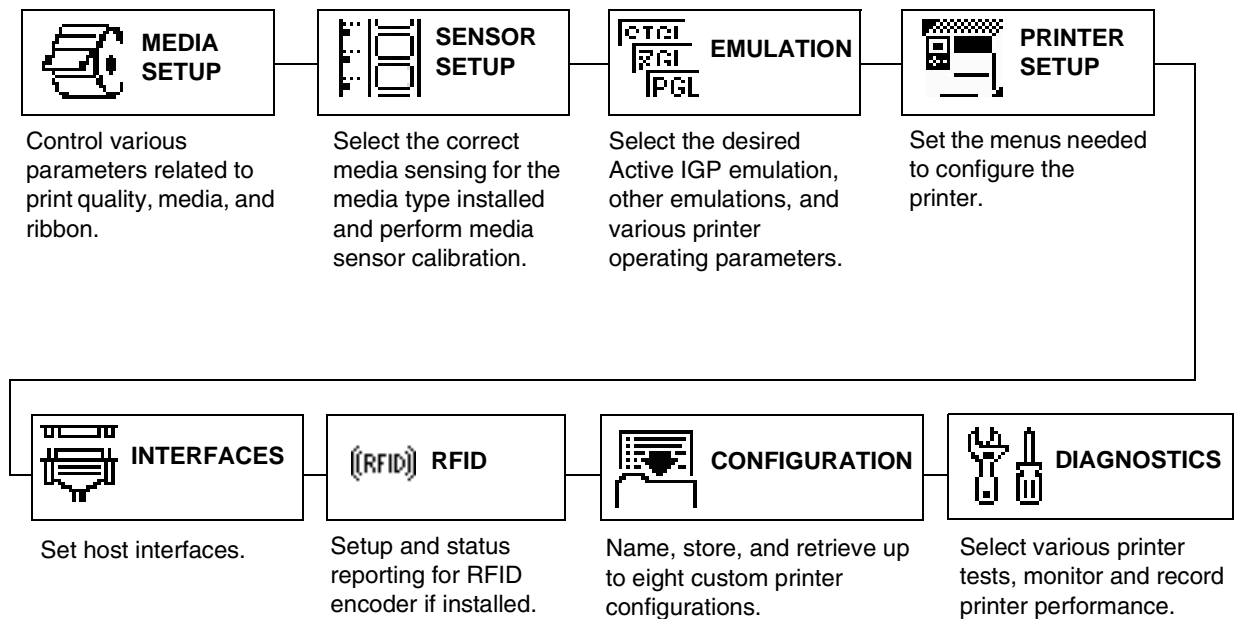 MEDIA
SETUP
Control various
parameters related to
print quality, media, and
ribbon.
SENSOR
SETUP
Select the correct
media sensing for the
media type installed
and perform media
sensor calibration.
PGL
EMULATION
Select the desired
Active IGP emulation,
other emulations, and
various printer
operating parameters.
PRINTER
SETUP
Set the menus needed
to configure the
printer.
INTERFACES
Set host interfaces.
((RFID))
RFID
Setup and status
reporting for RFID
encoder if installed.
CONFIGURATION
Name, store, and retrieve up
to eight custom printer
configurations.
DIAGNOSTICS
Select various printer
tests, monitor and record
printer performance.